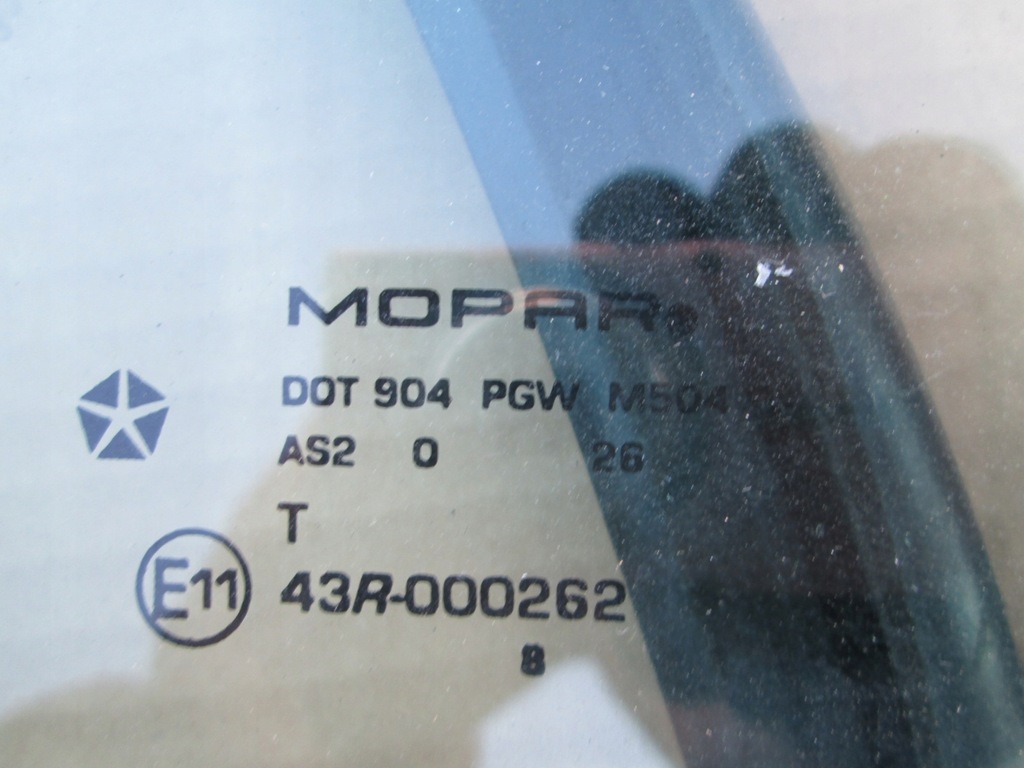 MOPAR
DOT 904 PGW M504
AS2 0 26
T
E11 43R-000262
8